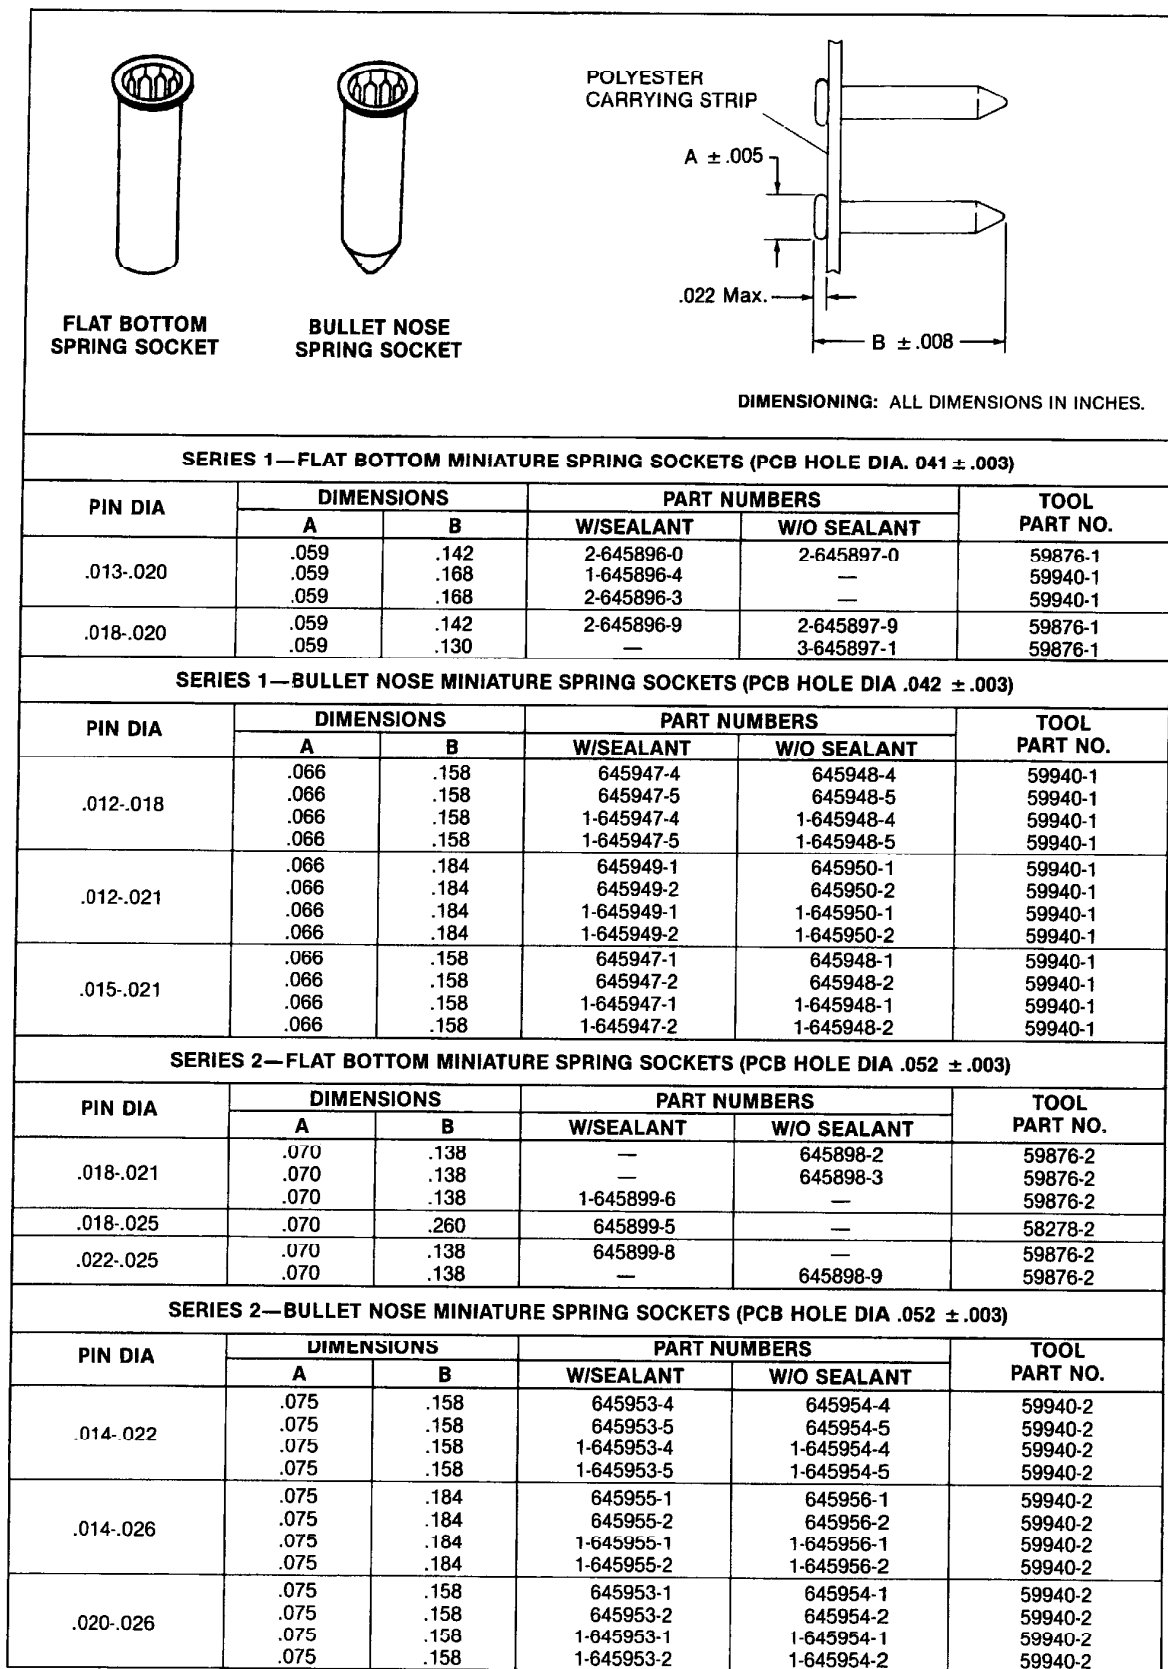 POLYESTER
CARRYING STRIP
A ± .005
.022 Max.
B ± .008
FLAT BOTTOM
SPRING SOCKET
BULLET NOSE
SPRING SOCKET
DIMENSIONING: ALL DIMENSIONS IN INCHES.
SERIES 1—FLAT BOTTOM MINIATURE SPRING SOCKETS (PCB HOLE DIA. 041 ± .003)
PIN DIA DIMENSIONS PART NUMBERS TOOL PART NO.
A B W/SEALANT W/O SEALANT
.013-.020
.059 .142 2-645896-0 2-645897-0 59876-1
.059 .168 1-645896-4 — 59940-1
.059 .168 2-645896-3 — 59940-1
.018-.020
.059 .142 2-645896-9 2-645897-9 59876-1
.059 .130 — 3-645897-1 59876-1
SERIES 1—BULLET NOSE MINIATURE SPRING SOCKETS (PCB HOLE DIA .042 ± .003)
PIN DIA DIMENSIONS PART NUMBERS TOOL PART NO.
A B W/SEALANT W/O SEALANT
.012-.018
.066 .158 645947-4 645948-4 59940-1
.066 .158 645947-5 645948-5 59940-1
.066 .158 1-645947-4 1-645948-4 59940-1
.066 .158 1-645947-5 1-645948-5 59940-1
.012-.021
.066 .184 645949-1 645950-1 59940-1
.066 .184 645949-2 645950-2 59940-1
.066 .184 1-645949-1 1-645950-1 59940-1
.066 .184 1-645949-2 1-645950-2 59940-1
.015-.021
.066 .158 645947-1 645948-1 59940-1
.066 .158 645947-2 645948-2 59940-1
.066 .158 1-645947-1 1-645948-1 59940-1
.066 .158 1-645947-2 1-645948-2 59940-1
SERIES 2—FLAT BOTTOM MINIATURE SPRING SOCKETS (PCB HOLE DIA .052 ± .003)
PIN DIA DIMENSIONS PART NUMBERS TOOL PART NO.
A B W/SEALANT W/O SEALANT
.018-.021
.070 .138 — 645898-2 59876-2
.070 .138 — 645898-3 59876-2
.070 .138 1-645899-6 — 59876-2
.018-.025 .070 .260 645899-5 — 58278-2
.022-.025
.070 .138 645899-8 — 59876-2
.070 .138 — 645898-9 59876-2
SERIES 2—BULLET NOSE MINIATURE SPRING SOCKETS (PCB HOLE DIA .052 ± .003)
PIN DIA DIMENSIONS PART NUMBERS TOOL PART NO.
A B W/SEALANT W/O SEALANT
.014-.022
.075 .158 645953-4 645954-4 59940-2
.075 .158 645953-5 645954-5 59940-2
.075 .158 1-645953-4 1-645954-4 59940-2
.075 .158 1-645953-5 1-645954-5 59940-2
.014-.026
.075 .184 645955-1 645956-1 59940-2
.075 .184 645955-2 645956-2 59940-2
.075 .184 1-645955-1 1-645956-1 59940-2
.075 .184 1-645955-2 1-645956-2 59940-2
.020-.026
.075 .158 645953-1 645954-1 59940-2
.075 .158 645953-2 645954-2 59940-2
.075 .158 1-645953-1 1-645954-1 59940-2
.075 .158 1-645953-2 1-645954-2 59940-2